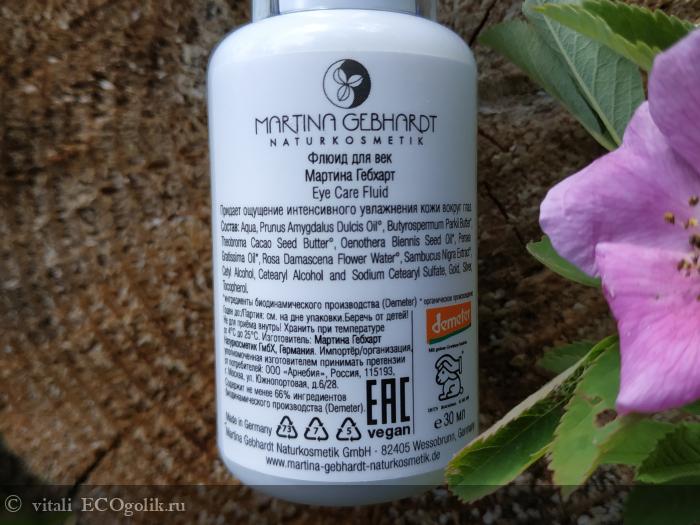 MARTINA GEBHARDT
NATURKOSMETIK
Флюид для век
Мартина Гебхарт
Eye Care Fluid
Придает ощущение интенсивного увлажнения кожи вокруг глаз
Состав: Aqua, Prunus Amygdalus Dulcis Oil°, Butyrospermum Parkii Butter°,
Theobroma Cacao Seed Butter°, Oenothera Biennis Seed Oil°, Persea
Gratissima Oil°, Rosa Damascena Flower Water°, Sambucus Nigra Extract°,
Cetyl Alcohol, Cetearyl Alcohol and Sodium Cetearyl Sulfate, Gold, Silver,
Tocopherol.
*ингредиенты биодинамического производства (Demeter) ° органическое происхождение
Годен до:/Партия: см. на дне упаковки.Беречь от детей!
Не для приёма внутрь! Хранить при температуре
от 4°C до 25°C. Изготовитель: Мартина Гебхарт
Натуркосметик ГмбХ, Германия. Импортёр/организация,
уполномоченная изготовителем принимать претензии
от потребителей: ООО «Арнебия», Россия, 115193,
г. Москва, ул. Южнопортовая, д.6/28.
Содержит не менее 66% ингредиентов
биодинамического производства (Demeter).
demeter
EAC
vegan
e 30 мл
Made in Germany
73 7 5
Martina Gebhardt Naturkosmetik GmbH - 82405 Wessobrunn, Germany
www.martina-gebhardt-naturkosmetik.de
© vitali ECOgolik.ru